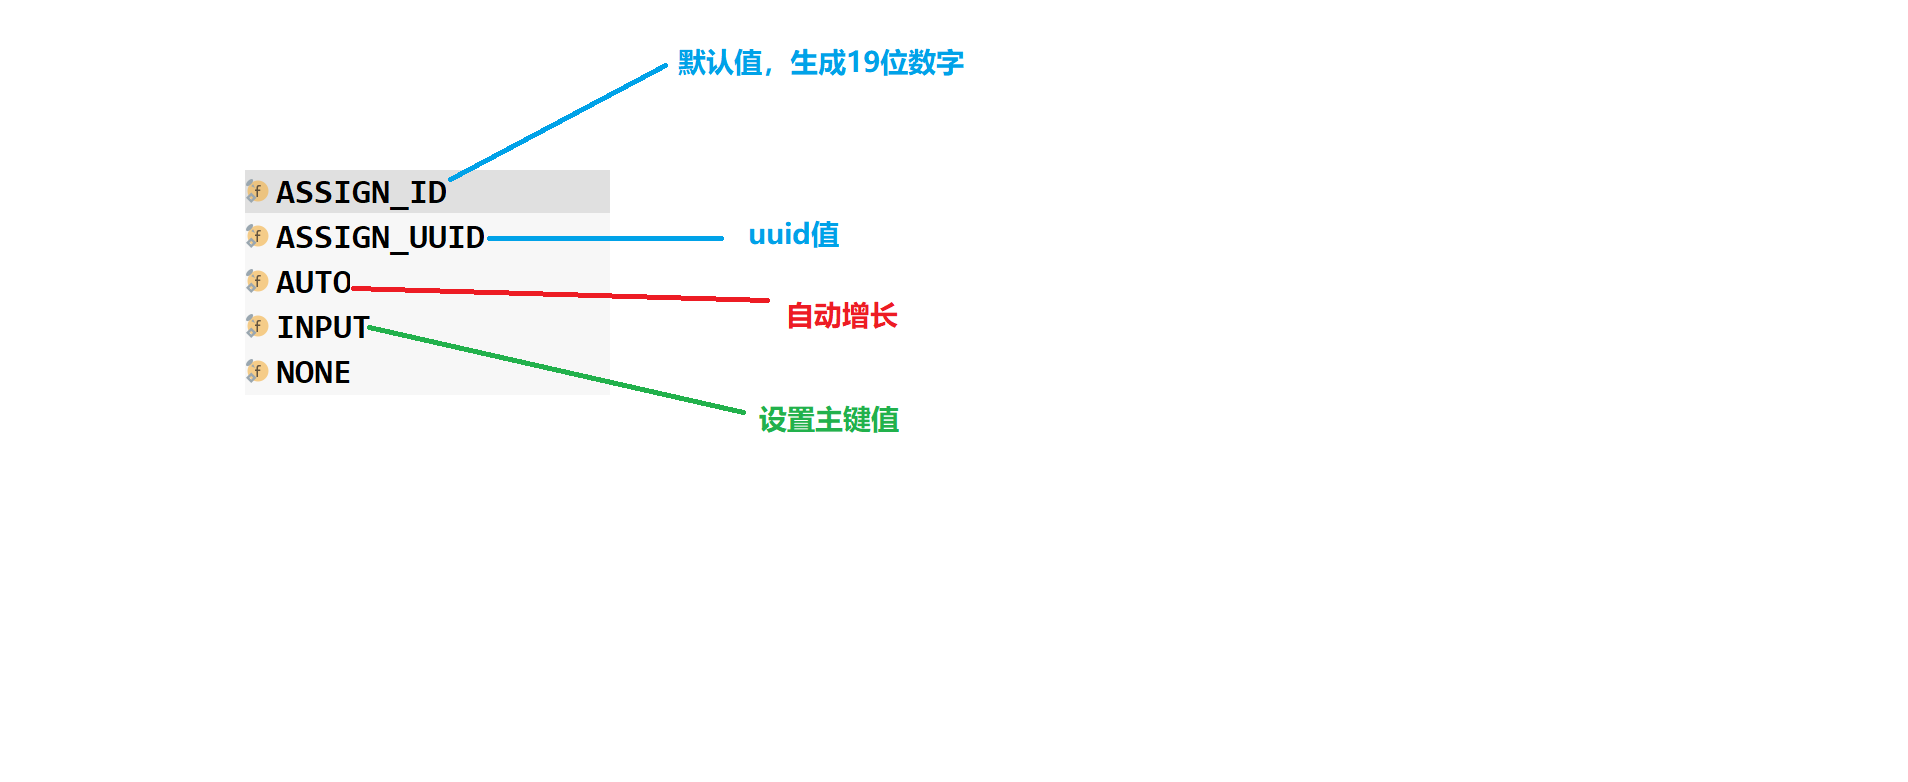 默认值，生成19位数字
ASSIGN_ID
ASSIGN_UUID
uuid值
AUTO
自动增长
INPUT
NONE
设置主键值